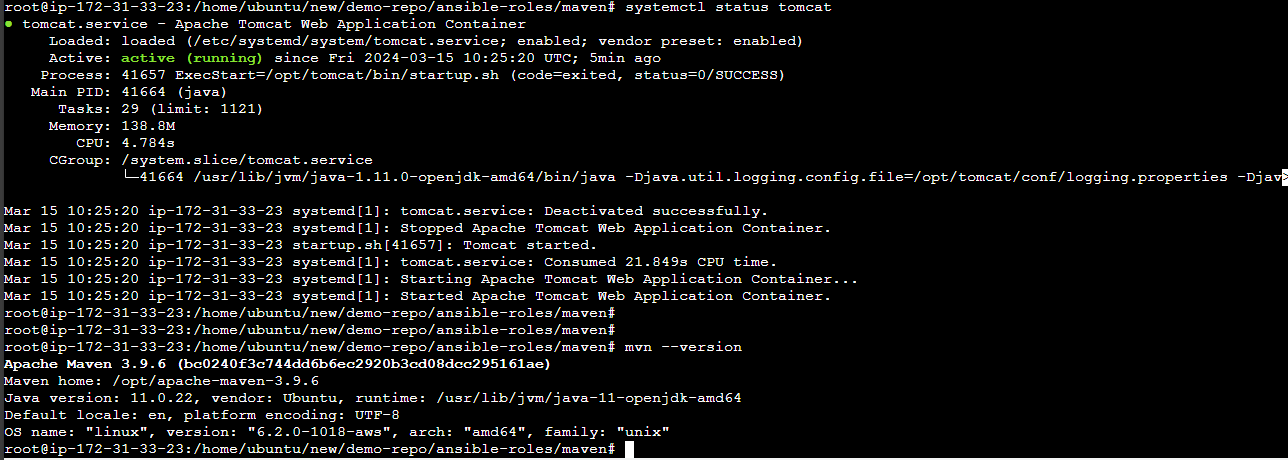 root@ip-172-31-33-23:/home/ubuntu/new/demo-repo/ansible-roles/maven# systemctl status tomcat
● tomcat.service - Apache Tomcat Web Application Container
Loaded: loaded (/etc/systemd/system/tomcat.service; enabled; vendor preset: enabled)
Active: active (running) since Fri 2024-03-15 10:25:20 UTC; 5min ago
Process: 41657 ExecStart=/opt/tomcat/bin/startup.sh (code=exited, status=0/SUCCESS)
Main PID: 41664 (java)
Tasks: 29 (limit: 1121)
Memory: 138.8M
CPU: 4.784s
CGroup: /system.slice/tomcat.service
└─41664 /usr/lib/jvm/java-1.11.0-openjdk-amd64/bin/java -Djava.util.logging.config.file=/opt/tomcat/conf/logging.properties -Djav>
Mar 15 10:25:20 ip-172-31-33-23 systemd[1]: tomcat.service: Deactivated successfully.
Mar 15 10:25:20 ip-172-31-33-23 systemd[1]: Stopped Apache Tomcat Web Application Container.
Mar 15 10:25:20 ip-172-31-33-23 startup.sh[41657]: Tomcat started.
Mar 15 10:25:20 ip-172-31-33-23 systemd[1]: tomcat.service: Consumed 21.849s CPU time.
Mar 15 10:25:20 ip-172-31-33-23 systemd[1]: Starting Apache Tomcat Web Application Container...
Mar 15 10:25:20 ip-172-31-33-23 systemd[1]: Started Apache Tomcat Web Application Container.
root@ip-172-31-33-23:/home/ubuntu/new/demo-repo/ansible-roles/maven#
root@ip-172-31-33-23:/home/ubuntu/new/demo-repo/ansible-roles/maven#
root@ip-172-31-33-23:/home/ubuntu/new/demo-repo/ansible-roles/maven# mvn --version
Apache Maven 3.9.6 (bc0240f3c744dd6b6ec2920b3cd08dcc295161ae)
Maven home: /opt/apache-maven-3.9.6
Java version: 11.0.22, vendor: Ubuntu, runtime: /usr/lib/jvm/java-11-openjdk-amd64
Default locale: en, platform encoding: UTF-8
OS name: "linux", version: "6.2.0-1018-aws", arch: "amd64", family: "unix"
root@ip-172-31-33-23:/home/ubuntu/new/demo-repo/ansible-roles/maven#